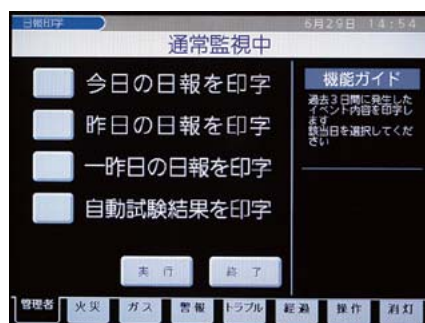 日報印字
6月29日 14:54
通常監視中
今日の日報を印字
昨日の日報を印字
一昨日の日報を印字
自動試験結果を印字
機能ガイド
過去3日間に発生した
イベント内容を印字し
ます
該当日を選択してくだ
さい
実 行
終 了
管理者
火災
ガス
警報
トラブル
経過
操作
消灯